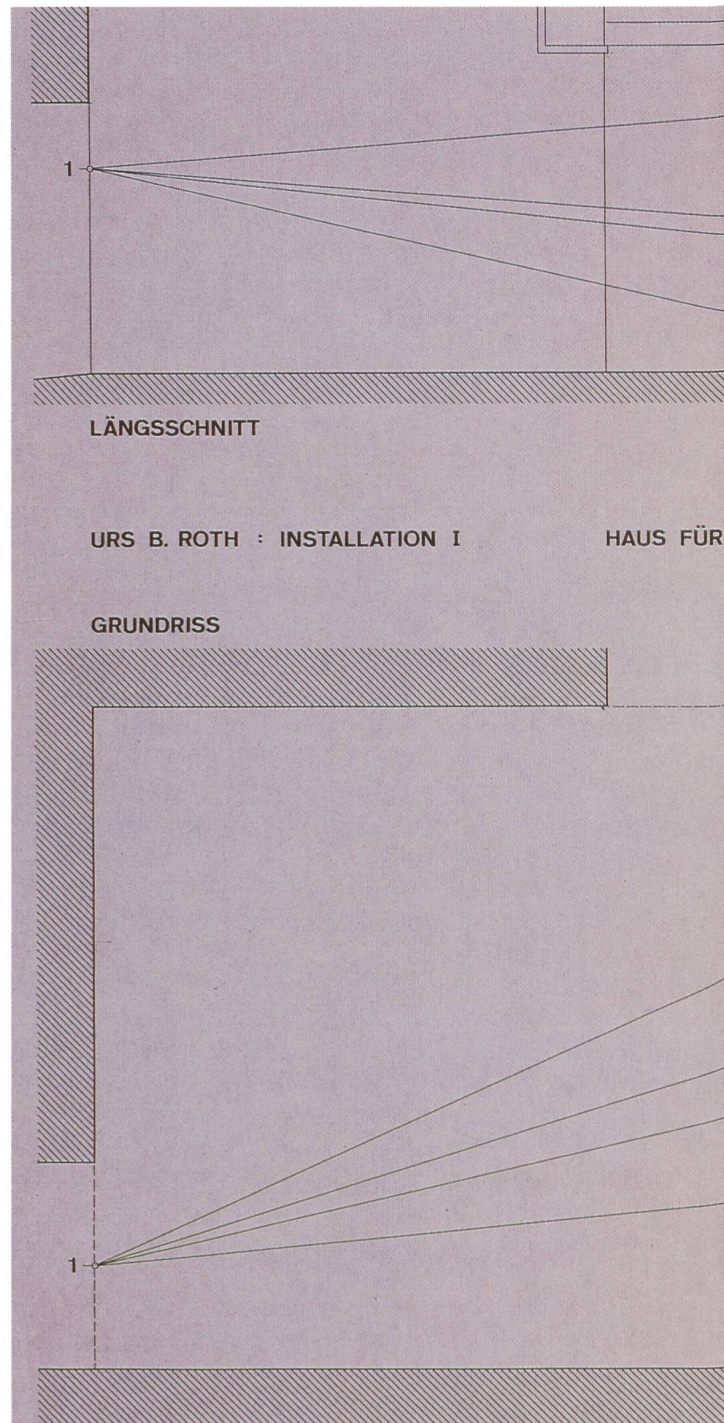 1
LÄNGSSCHNITT
URS B. ROTH : INSTALLATION I HAUS FÜR
GRUNDRISS
1